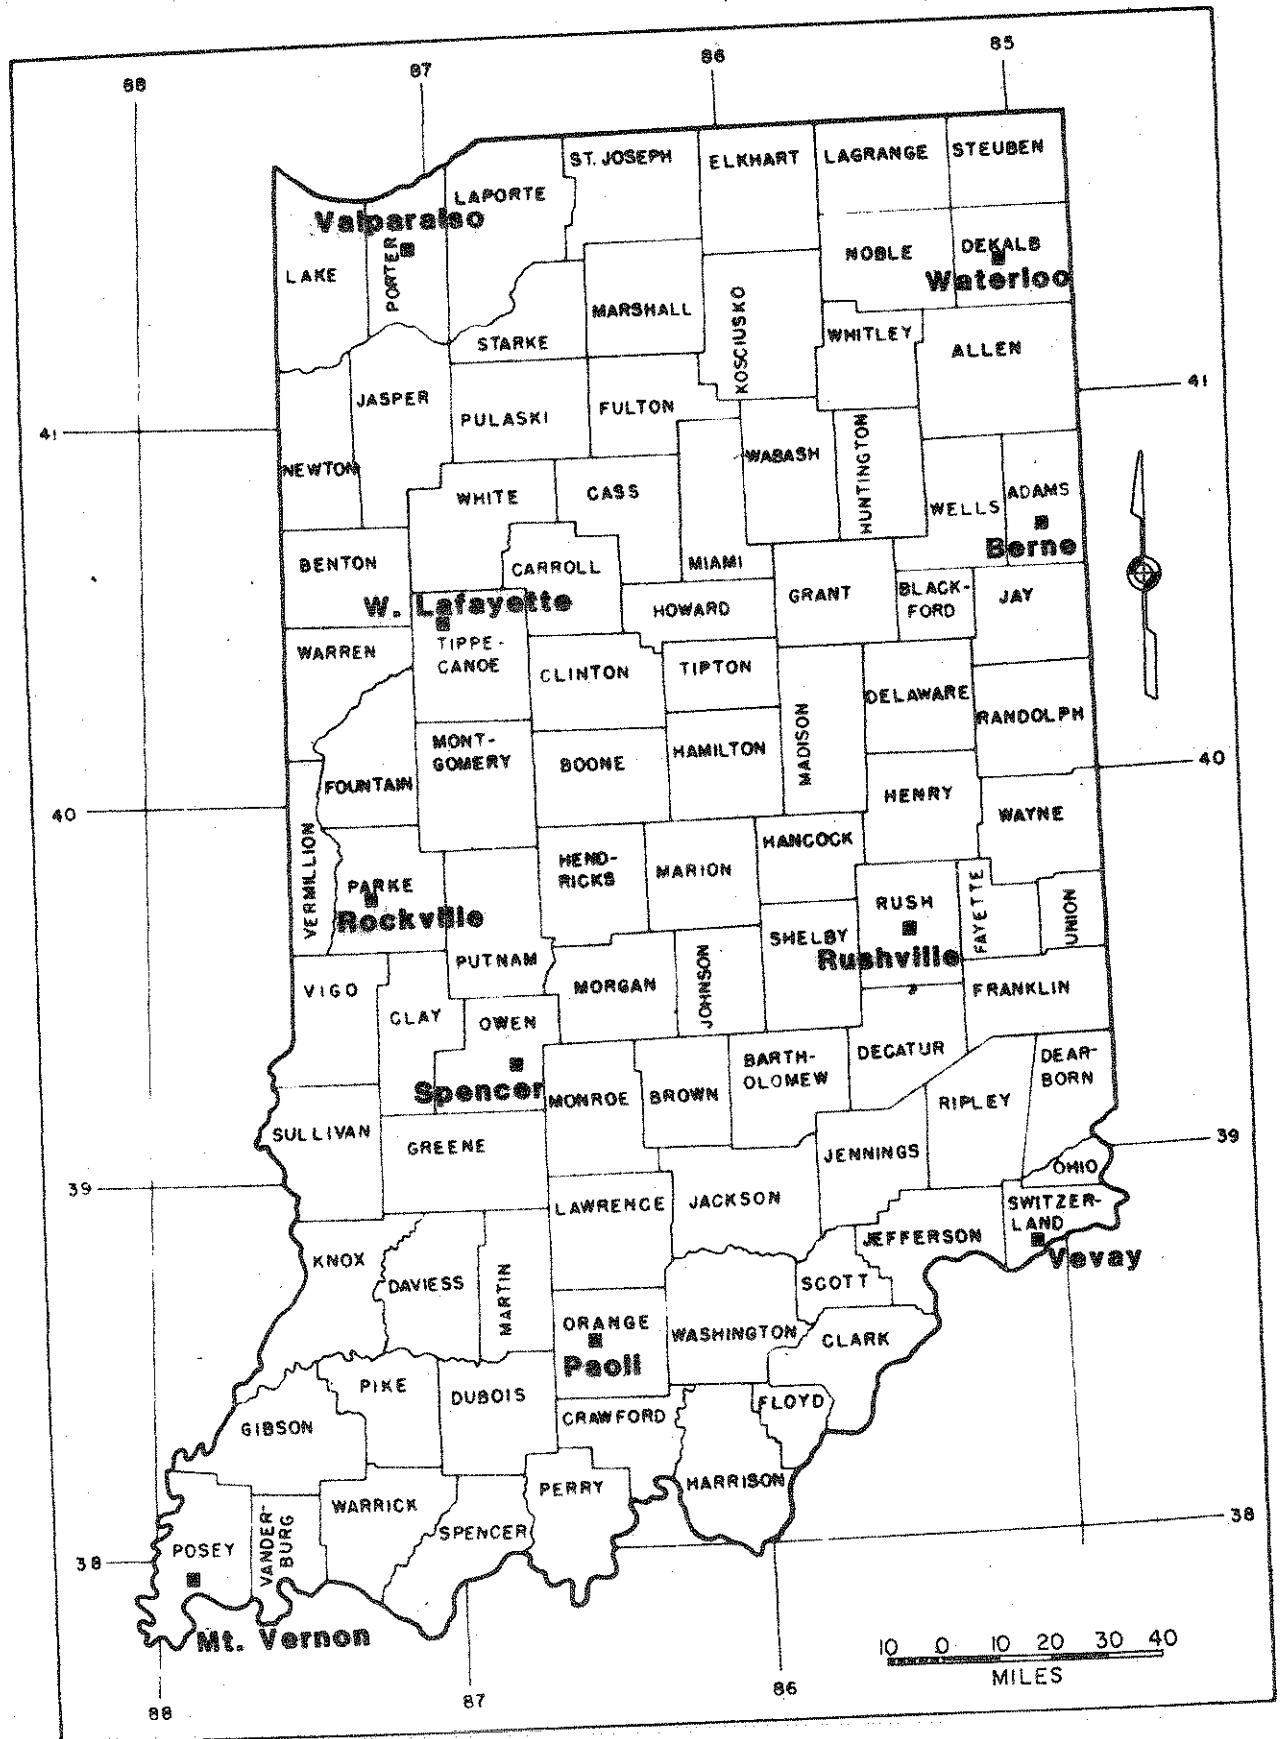 88
87
86
85
ST. JOSEPH
ELKHART
LAGRANGE
STEUBEN
LAPORTE
Valparaiso
LAKE
PORTER
NOBLE
DEKALB
Waterloo
MARSHALL
KOSCIUSKO
STARKE
WHITLEY
ALLEN
41
JASPER
PULASKI
FULTON
41
NEWTON
WHITE
CASS
WABASH
HUNTINGTON
WELLS
ADAMS
Berne
BENTON
CARROLL
MIAMI
GRANT
BLACK-
FORD
JAY
W. Lafayette
HOWARD
WARREN
TIPPE-
CANOE
CLINTON
TIPTON
DELAWARE
RANDOLPH
MONT-
GOMERY
BOONE
HAMILTON
MADISON
40
FOUNTAIN
HENRY
WAYNE
40
VERMILLION
PARKE
Rockville
HEND-
RICKS
MARION
HANCOCK
RUSH
FAYETTE
UNION
SHELBY
Rushville
VIGO
PUTNAM
MORGAN
JOHNSON
FRANKLIN
CLAY
OWEN
Spencer
MONROE
BROWN
BARTH-
OLOMEW
DECATUR
DEAR-
BORN
RIPLEY
SULLIVAN
GREENE
JENNINGS
39
OHIO
39
LAWRENCE
JACKSON
SWITZER-
LAND
JEFFERSON
Vevay
KNOX
DAVIESS
MARTIN
SCOTT
ORANGE
Paoli
WASHINGTON
CLARK
PIKE
DUBOIS
CRAWFORD
FLOYD
GIBSON
HARRISON
PERRY
WARRICK
SPENCER
38
POSEY
VANDER-
BURG
38
Mt. Vernon
10 0 10 20 30 40
MILES
88
87
86